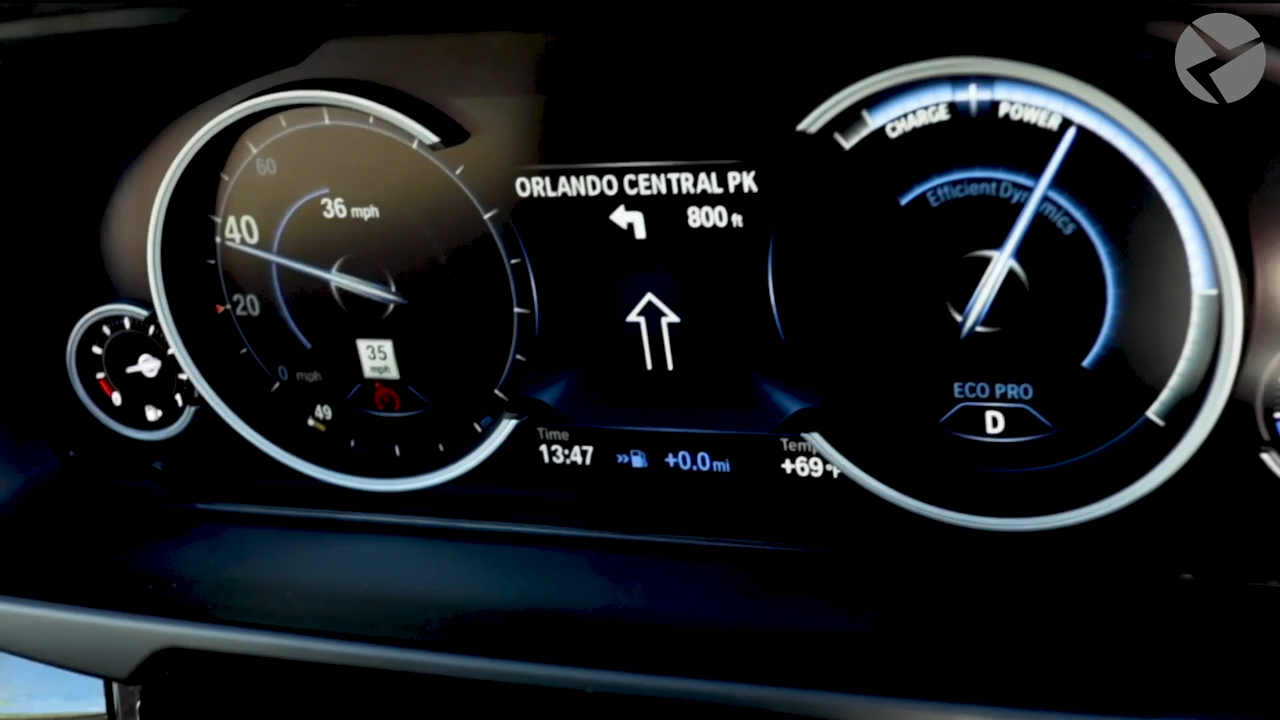 ORLANDO CENTRAL PK
800 ft
CHARGE
POWER
Efficient Dynamics
60
36 mph
40
20
0 mph
35
mph
49
ECO PRO
D
Time
13:47
+0.0 mi
+69°F